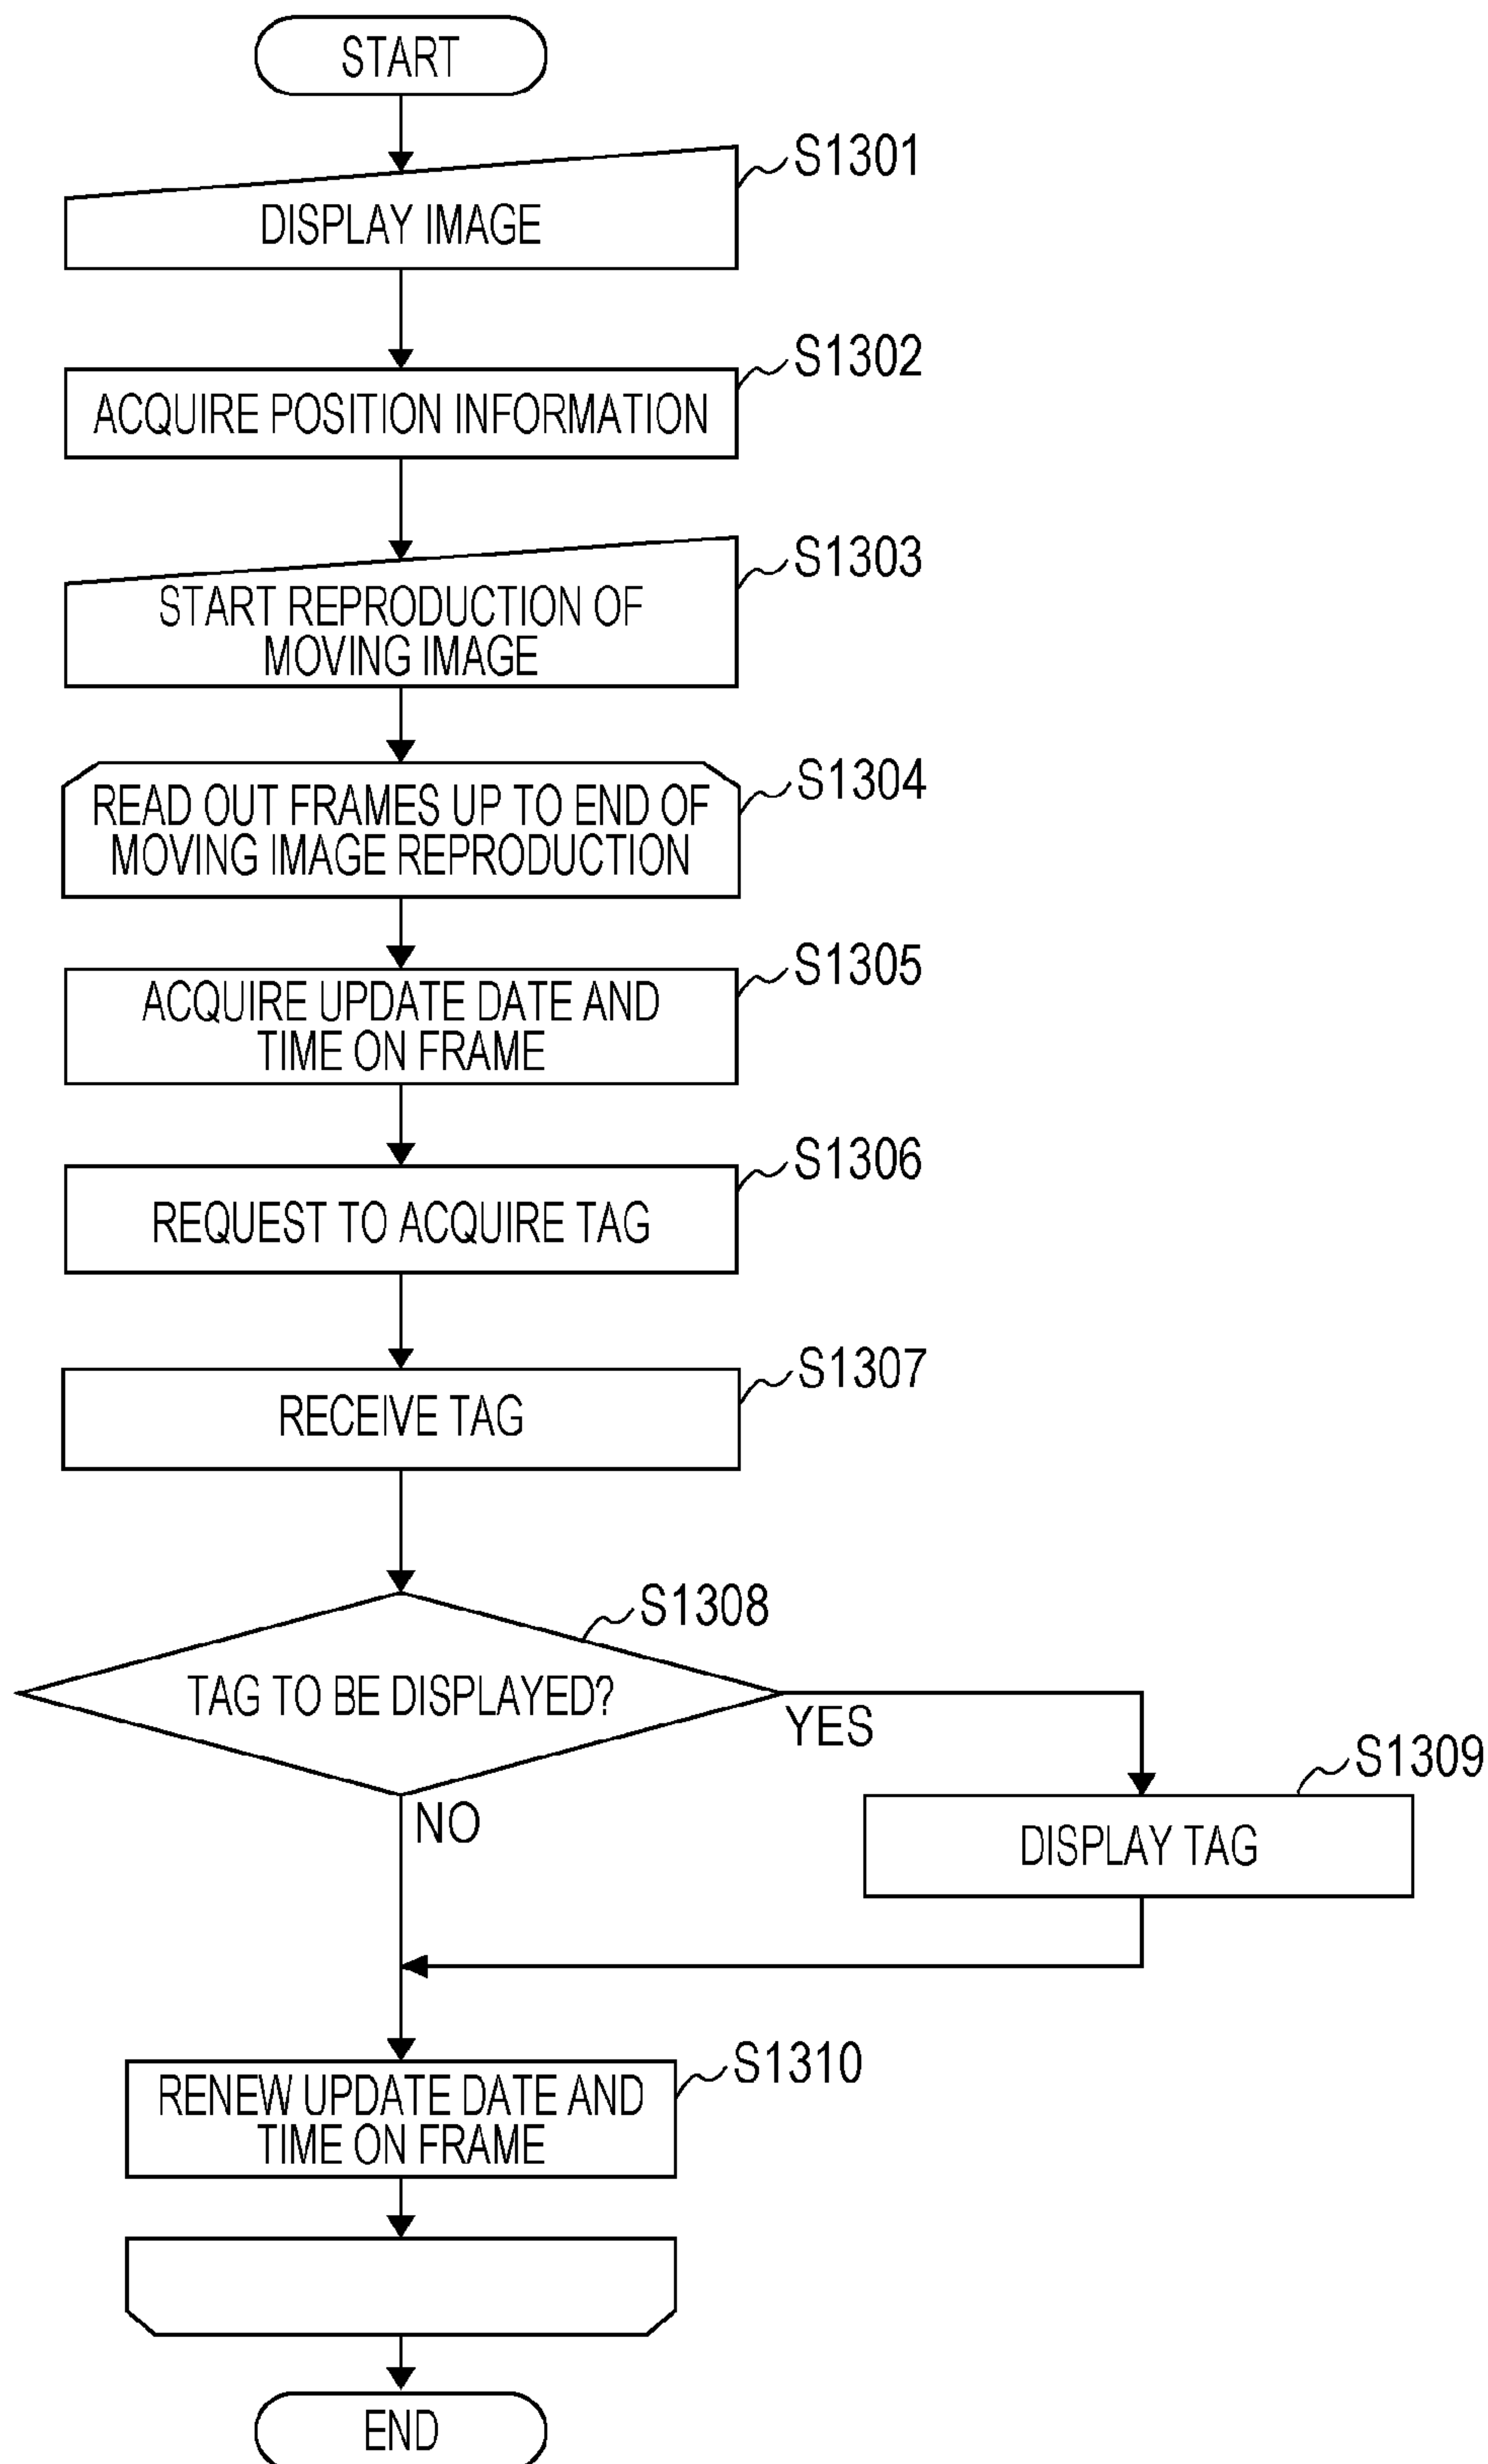 START
S1301
DISPLAY IMAGE
S1302
ACQUIRE POSITION INFORMATION
S1303
START REPRODUCTION OF
MOVING IMAGE
S1304
READ OUT FRAMES UP TO END OF
MOVING IMAGE REPRODUCTION
S1305
ACQUIRE UPDATE DATE AND
TIME ON FRAME
S1306
REQUEST TO ACQUIRE TAG
S1307
RECEIVE TAG
S1308
TAG TO BE DISPLAYED?
YES
S1309
NO
DISPLAY TAG
S1310
RENEW UPDATE DATE AND
TIME ON FRAME
END